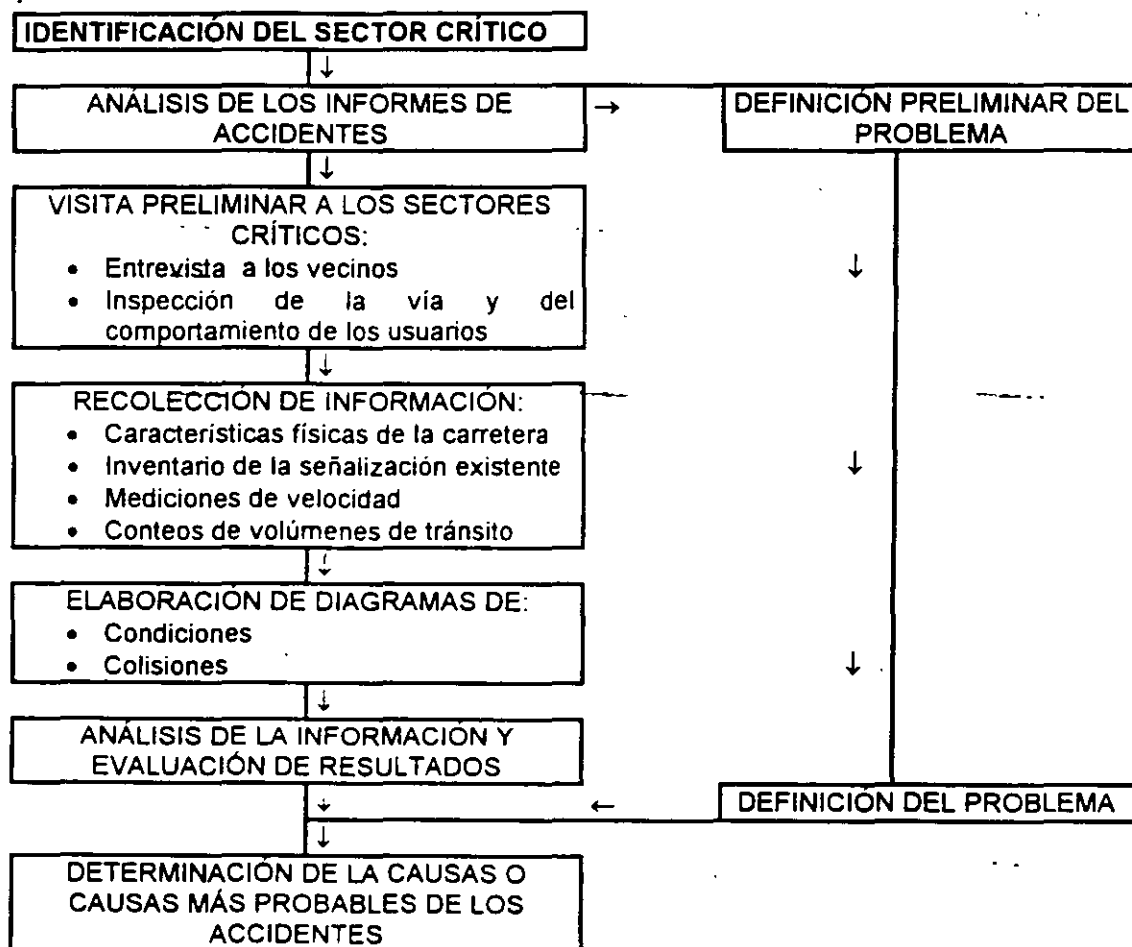 IDENTIFICACIÓN DEL SECTOR CRÍTICO
↓
ANÁLISIS DE LOS INFORMES DE
ACCIDENTES
→
DEFINICIÓN PRELIMINAR DEL
PROBLEMA
↓
VISITA PRELIMINAR A LOS SECTORES
CRÍTICOS:
• Entrevista a los vecinos
• Inspección de la vía y del
comportamiento de los usuarios
↓
↓
RECOLECCIÓN DE INFORMACIÓN:
• Características físicas de la carretera
• Inventario de la señalización existente
• Mediciones de velocidad
• Conteos de volúmenes de tránsito
↓
↓
ELABORACIÓN DE DIAGRAMAS DE:
• Condiciones
• Colisiones
↓
↓
ANÁLISIS DE LA INFORMACIÓN Y
EVALUACIÓN DE RESULTADOS
↓
←
DEFINICIÓN DEL PROBLEMA
↓
DETERMINACIÓN DE LA CAUSAS O
CAUSAS MÁS PROBABLES DE LOS
ACCIDENTES